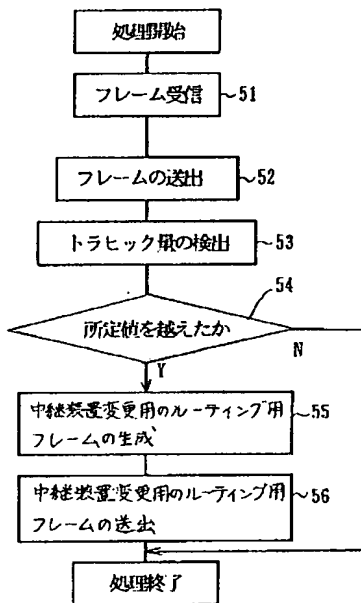 処理開始
フレーム受信 ~51
フレームの送出 ~52
トラヒック量の検出 ~53
54
所定値を越えたか
N
Y
中継装置変更用のルーティング用 ~55
フレームの生成
中継装置変更用のルーティング用 ~56
フレームの送出
処理終了